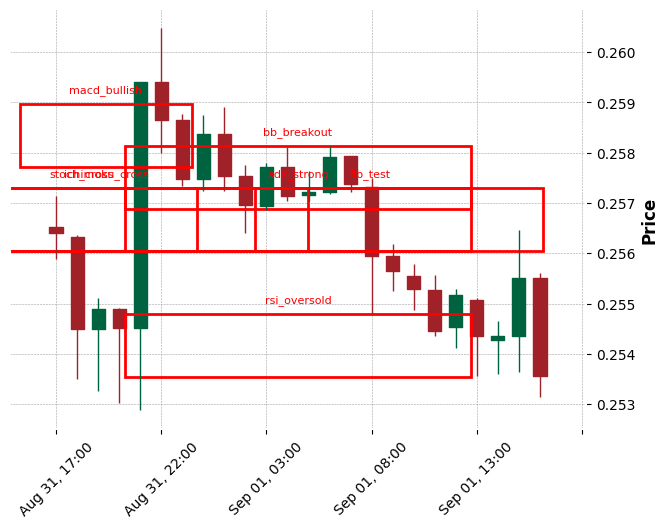 0.260
macd_bullish
0.259
bb_breakout
0.258
0.257
Price
0.256
rsi_oversold
0.255
0.254
0.253
Aug 31, 17:00
Aug 31, 22:00
Sep 01, 03:00
Sep 01, 08:00
Sep 01, 13:00